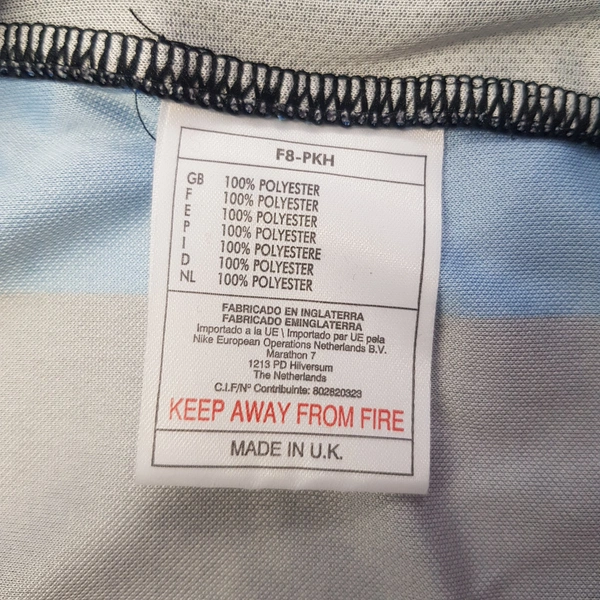 F8-PKH
GB 100% POLYESTER
F 100% POLYESTER
E 100% POLYESTER
P 100% POLYESTER
I 100% POLYESTERE
D 100% POLYESTER
NL 100% POLYESTER
FABRICADO EN INGLATERRA
FABRICADO EMINGLATERRA
Importado a la UE \ Importado par UE pela
Nike European Operations Netherlands B.V.
Marathon 7
1213 PD Hilversum
The Netherlands
C.I.F/Nº Contribuinte: 802820323
KEEP AWAY FROM FIRE
MADE IN U.K.